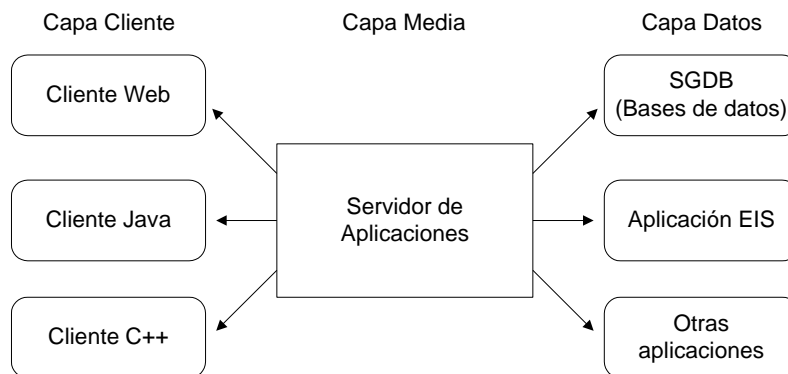 Capa Cliente
Capa Media
Capa Datos
Cliente Web
SGDB
(Bases de datos)
Cliente Java
Servidor de
Aplicaciones
Aplicación EIS
Cliente C++
Otras
aplicaciones